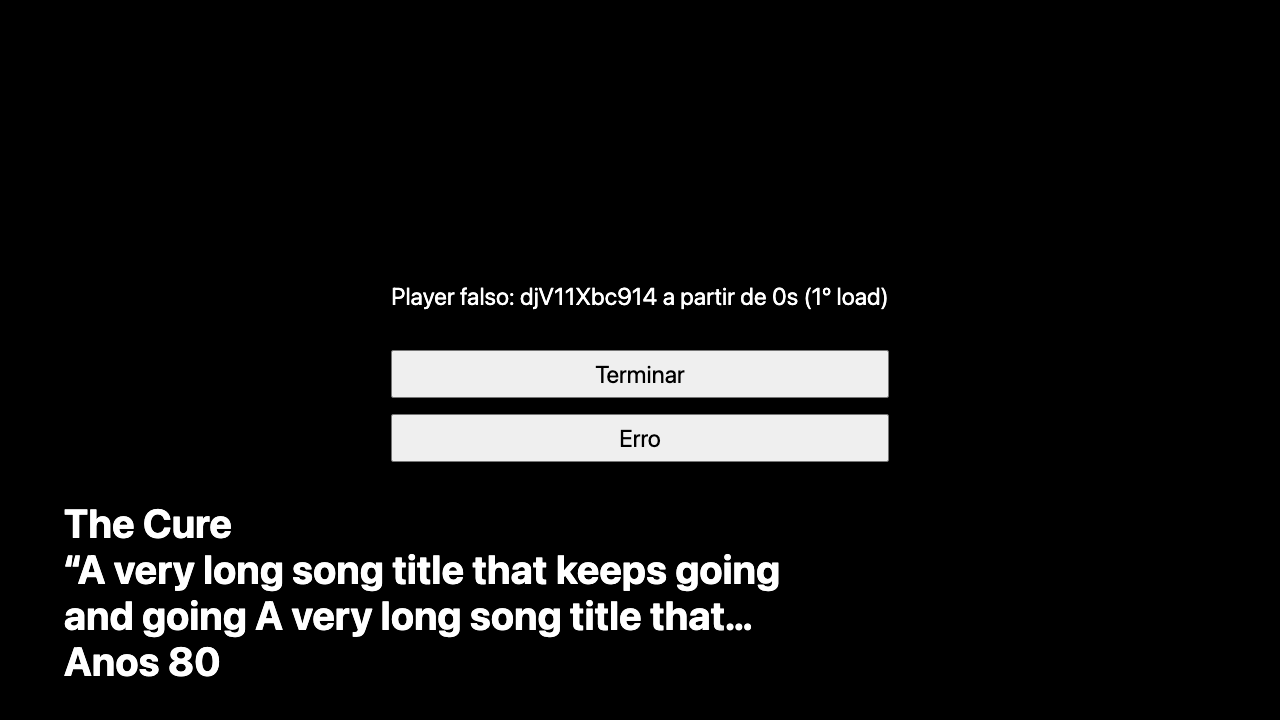 Player falso: djV11Xbc914 a partir de 0s (1º load)
Terminar
Erro
The Cure
“A very long song title that keeps going
and going A very long song title that…
Anos 80